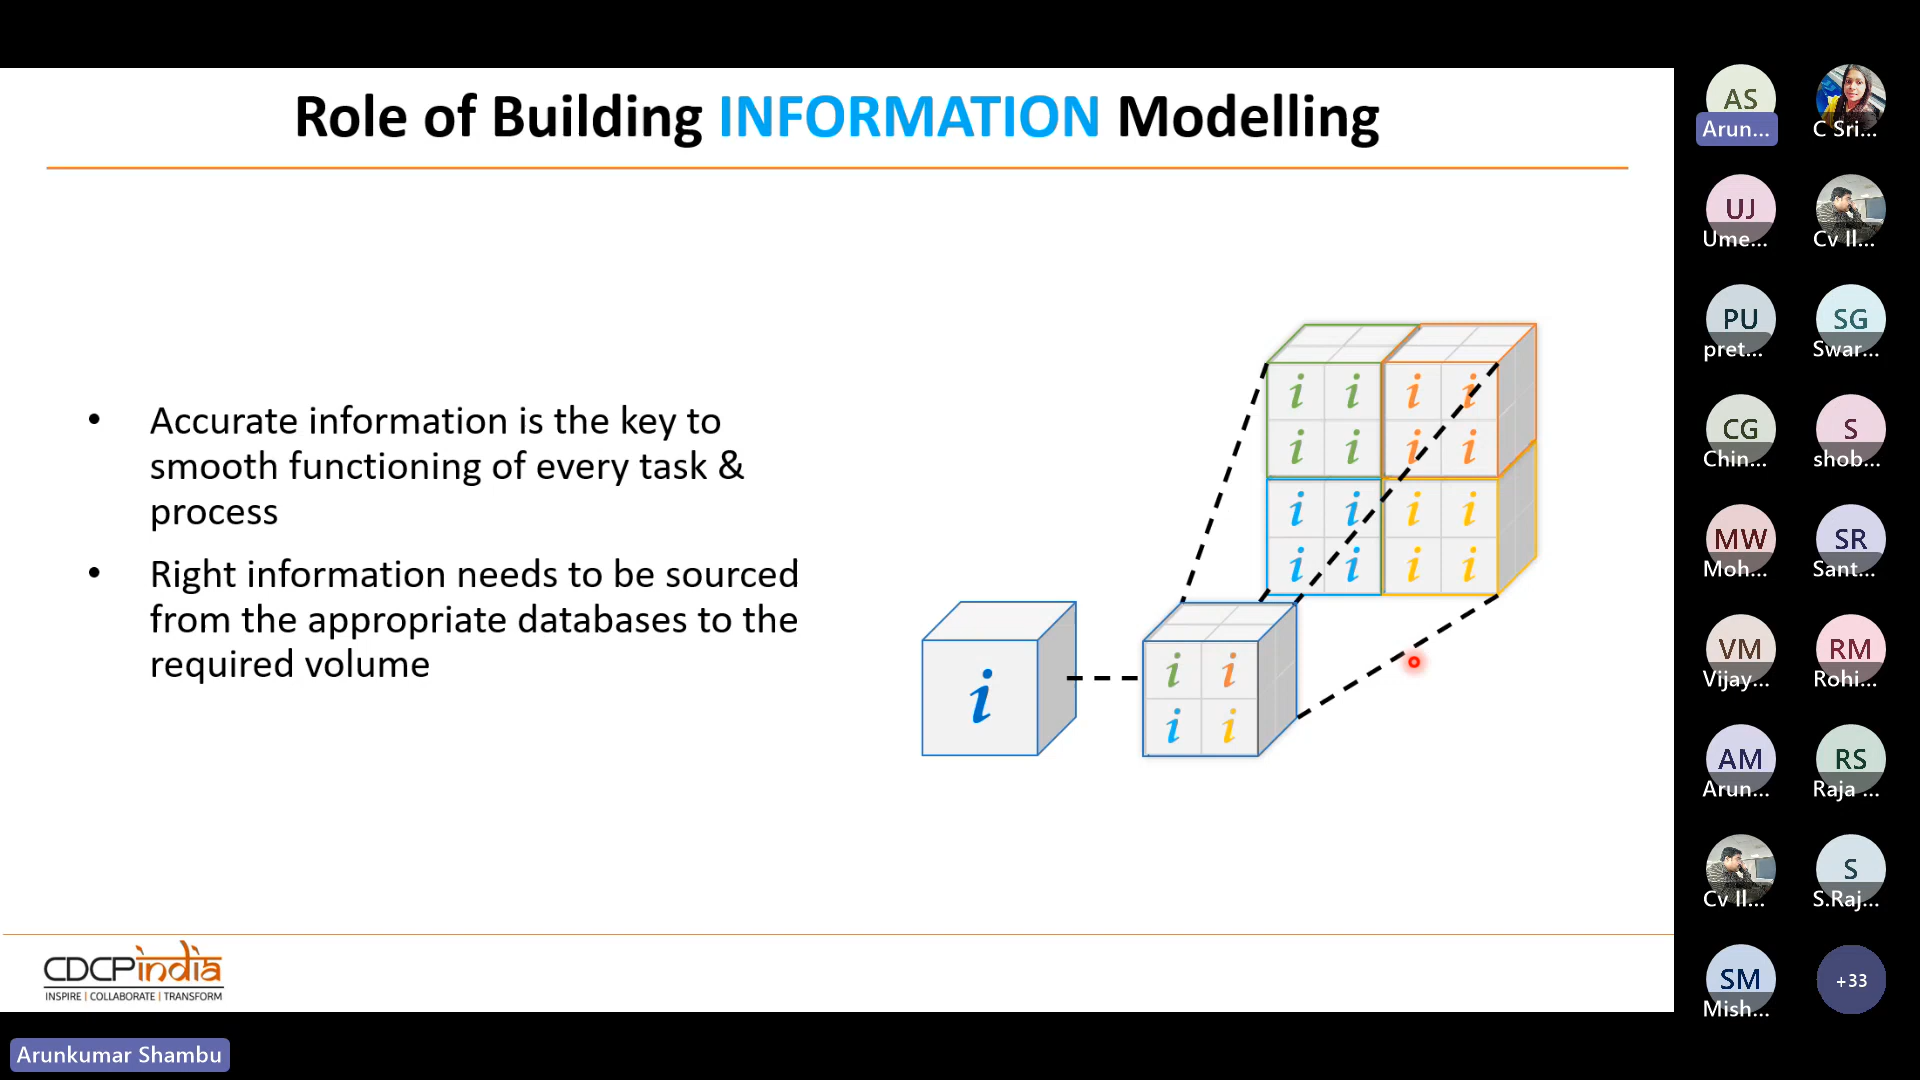 Role of Building INFORMATION Modelling
• Accurate information is the key to
smooth functioning of every task &
process
• Right information needs to be sourced
from the appropriate databases to the
required volume
i i i i
i i i i
i i i i
i i i i
i
i i
i i
CDCPindia
INSPIRE | COLLABORATE | TRANSFORM
Arunkumar Shambu
AS
Arun...
C Sri...
UJ
Ume...
Cv Il...
PU
pret...
SG
Swar...
CG
Chin...
S
shob...
MW
Moh...
SR
Sant...
VM
Vijay...
RM
Rohi...
AM
Arun...
RS
Raja ...
Cv Il...
S
S.Raj...
SM
Mish...
+33